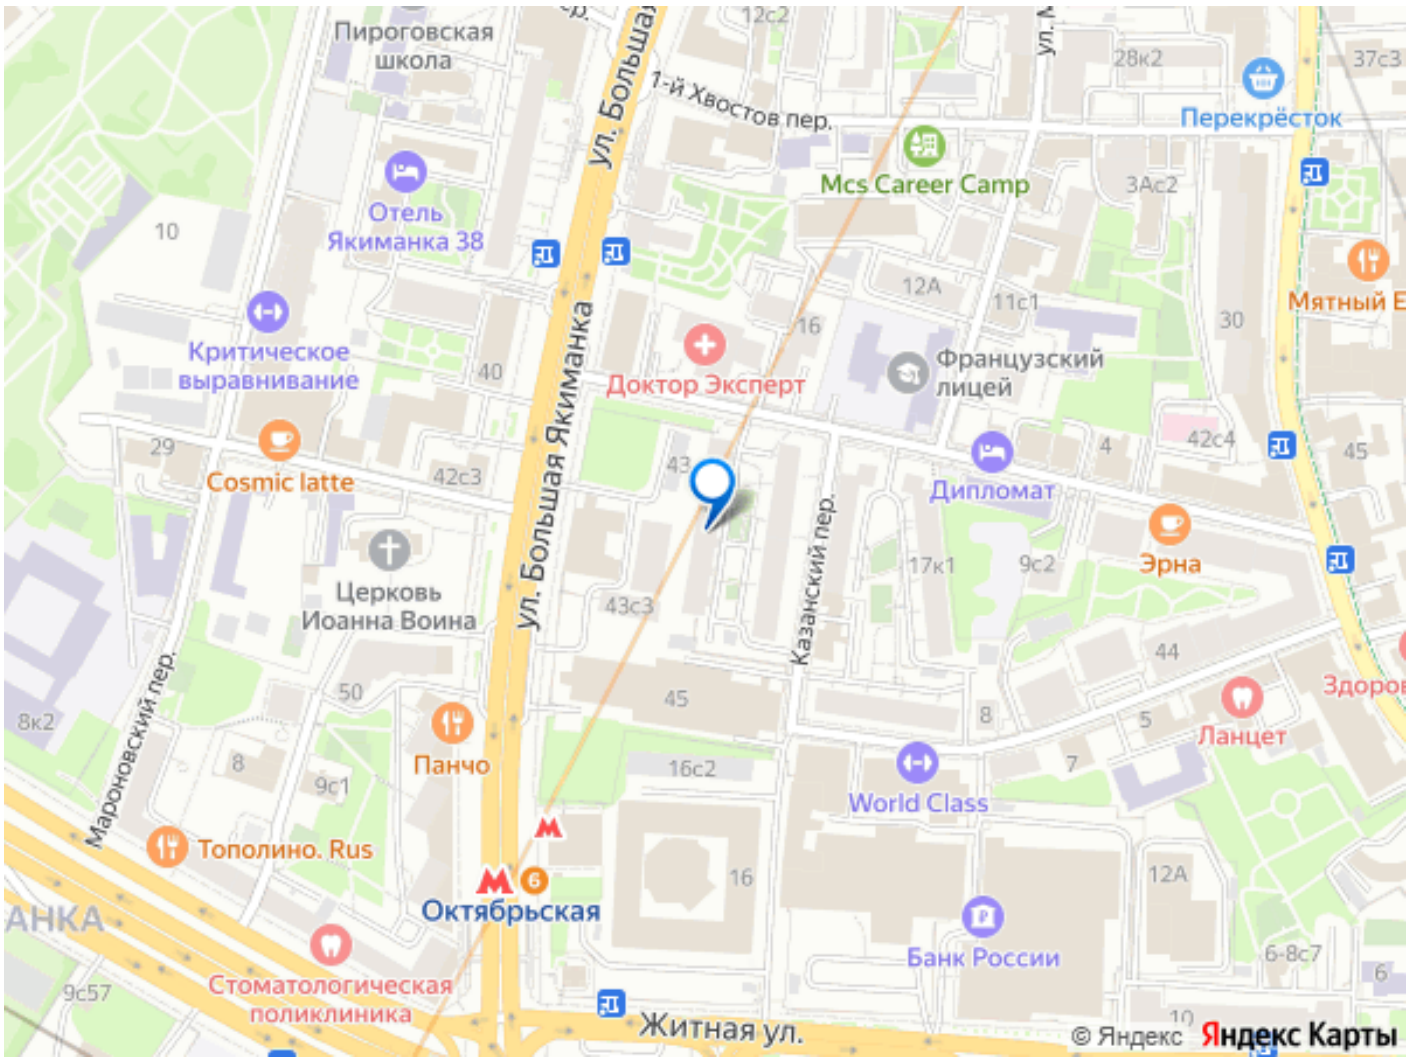 12с2
пер.
Пироговская
школа
ул. Большая
1-й Хвостов пер.
28к2
37с3
Перекрёсток
Mcs Career Camp
3Ас2
Отель
Якиманка 38
10
12А
11с1
Мятный
30
16
Критическое
выравнивание
40
Доктор Эксперт
Французский
лицей
ул. Большая Якиманка
29
Cosmic latte
42с3
43
4
42с4
45
Дипломат
Казанский пер.
17к1
9с2
Эрна
Церковь
Иоанна Воина
43с3
44
Мароновский пер.
50
45
8
5
Ланцет
8к2
8
Панчо
9с1
16с2
7
World Class
Тополино. Rus
16
12А
6
Октябрьская
АНКА
Банк России
6-8с7
6
Стоматологическая
поликлиника
9с57
Житная ул.
10
© Яндекс Яндекс Карты